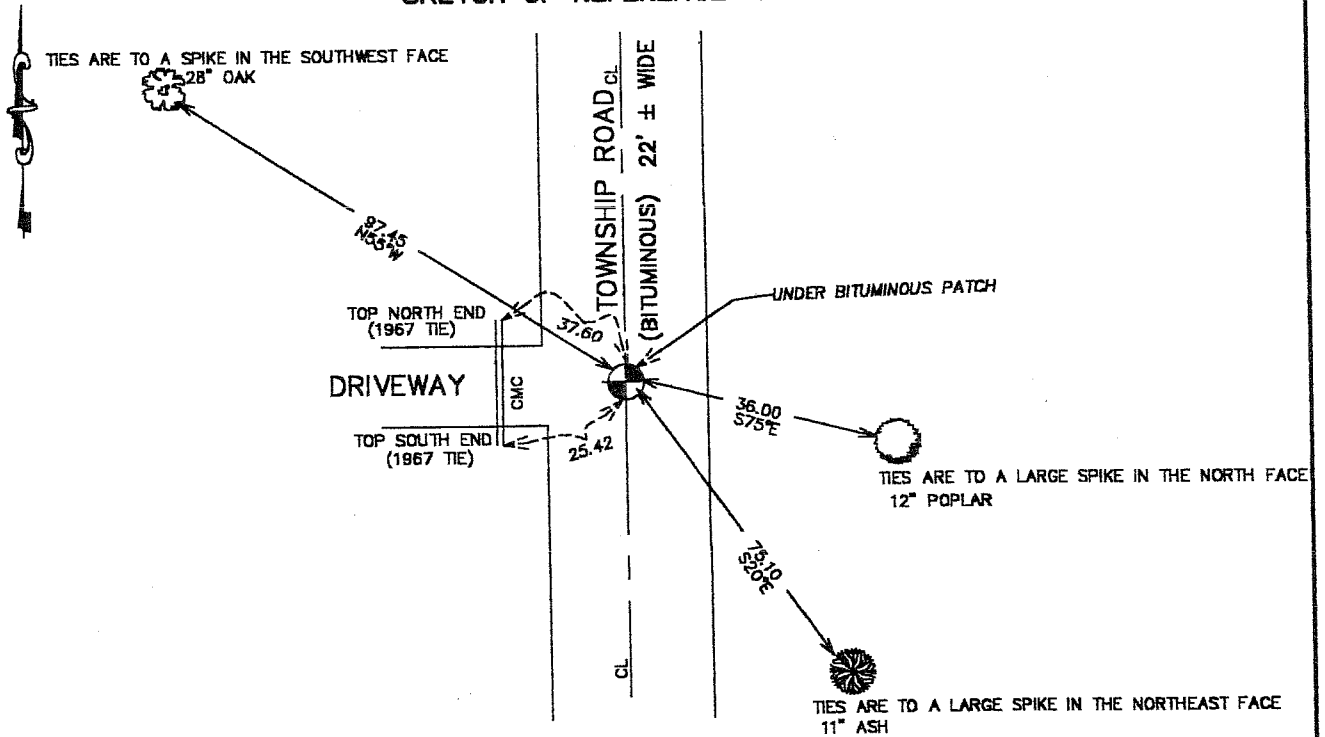 TIES ARE TO A SPIKE IN THE SOUTHWEST FACE
28" OAK
TOWNSHIP ROAD
CL
(BITUMINOUS) 22' ± WIDE
97.45
N55°W
UNDER BITUMINOUS PATCH
TOP NORTH END
(1967 TIE)
37.60
DRIVEWAY
CMC
36.00
S75°E
TOP SOUTH END
(1967 TIE)
25.42
TIES ARE TO A LARGE SPIKE IN THE NORTH FACE
12" POPLAR
75.10
S20°E
CL
TIES ARE TO A LARGE SPIKE IN THE NORTHEAST FACE
11" ASH